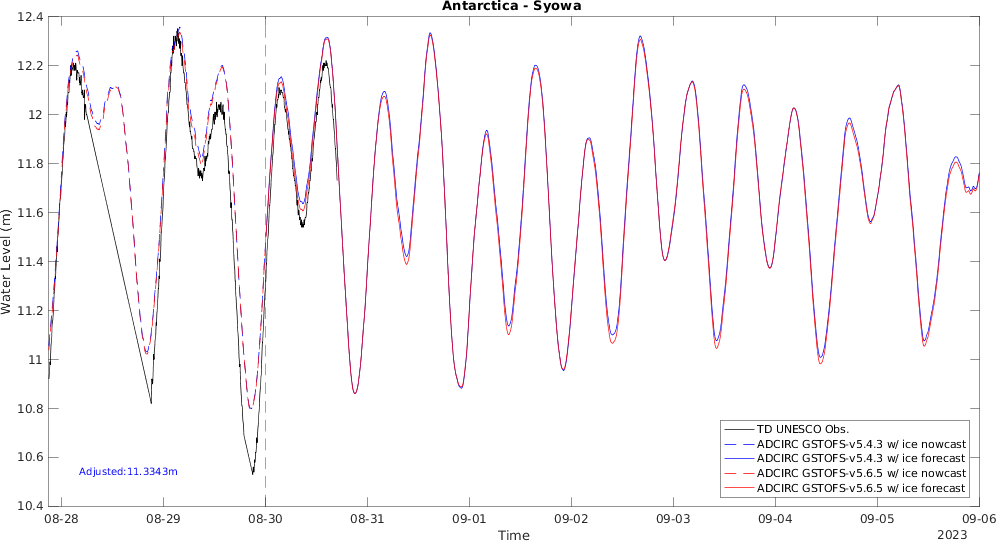 Antarctica - Syowa
12.4
12.2
12
11.8
11.6
11.4
11.2
11
10.8
10.6
10.4
Water Level (m)
Adjusted:11.3343m
TD UNESCO Obs.
ADCIRC GSTOFS-v5.4.3 w/ ice nowcast
ADCIRC GSTOFS-v5.4.3 w/ ice forecast
ADCIRC GSTOFS-v5.6.5 w/ ice nowcast
ADCIRC GSTOFS-v5.6.5 w/ ice forecast
08-28 08-29 08-30 08-31 09-01 09-02 09-03 09-04 09-05 09-06
Time
2023